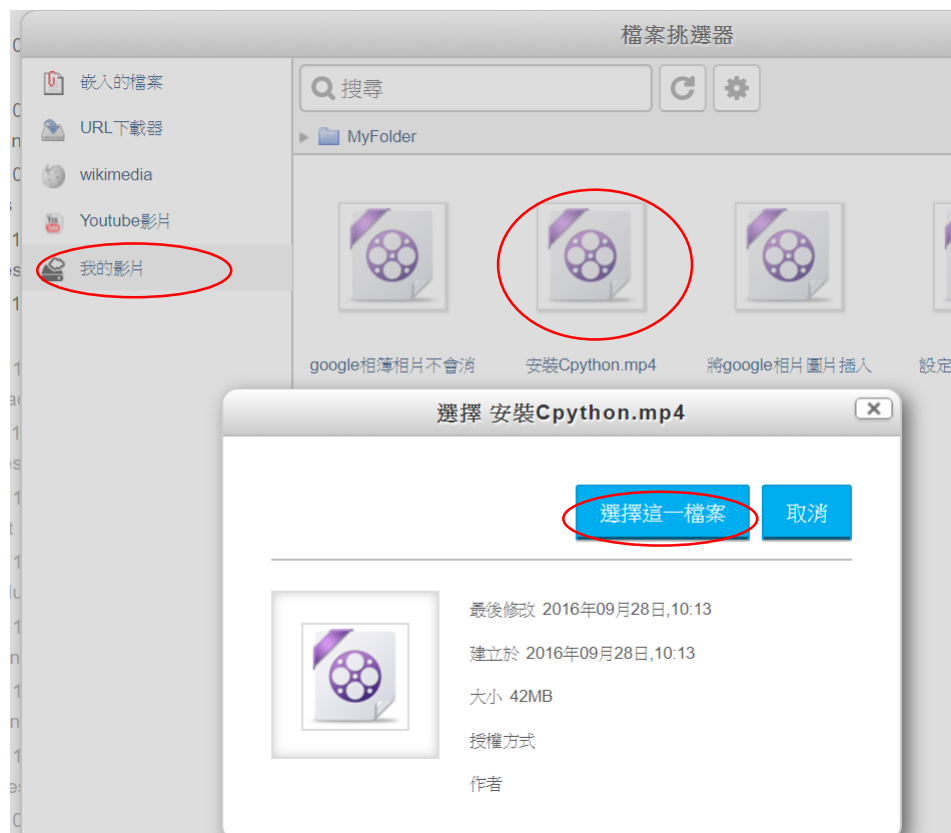 檔案挑選器
嵌入的檔案
URL下載器
wikimedia
Youtube影片
我的影片
搜尋
MyFolder
google相簿相片不會消
安裝Cpython.mp4
將google相片圖片插入
設定
選擇 安裝Cpython.mp4
選擇這一檔案
取消
最後修改 2016年09月28日,10:13
建立於 2016年09月28日,10:13
大小 42MB
授權方式
作者